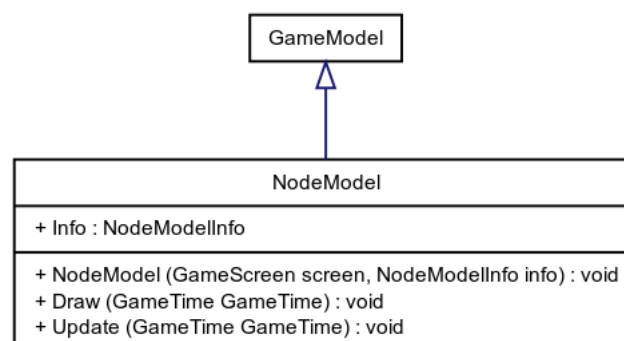 GameModel
NodeModel
+ Info : NodeModelInfo
+ NodeModel (GameScreen screen, NodeModelInfo info) : void
+ Draw (GameTime GameTime) : void
+ Update (GameTime GameTime) : void